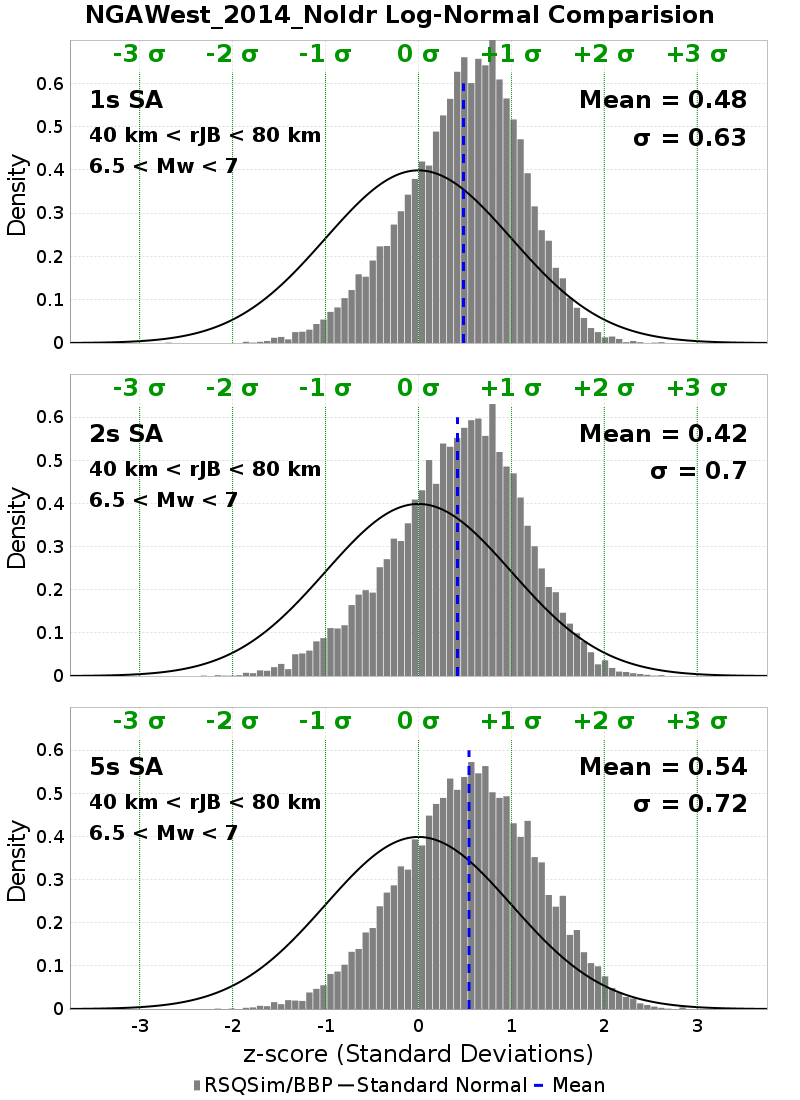 NGAWest_2014_NoIdr Log-Normal Comparision
-3 σ -2 σ -1 σ 0 σ +1 σ +2 σ +3 σ
1s SA
Mean = 0.48
40 km < rJB < 80 km
σ = 0.63
6.5 < Mw < 7
Density
0.6
0.5
0.4
0.3
0.2
0.1
0
-3 σ -2 σ -1 σ 0 σ +1 σ +2 σ +3 σ
2s SA
Mean = 0.42
40 km < rJB < 80 km
σ = 0.7
6.5 < Mw < 7
Density
0.6
0.5
0.4
0.3
0.2
0.1
0
-3 σ -2 σ -1 σ 0 σ +1 σ +2 σ +3 σ
5s SA
Mean = 0.54
40 km < rJB < 80 km
σ = 0.72
6.5 < Mw < 7
Density
0.6
0.5
0.4
0.3
0.2
0.1
0
-3 -2 -1 0 1 2 3
z-score (Standard Deviations)
RSQSim/BBP Standard Normal Mean